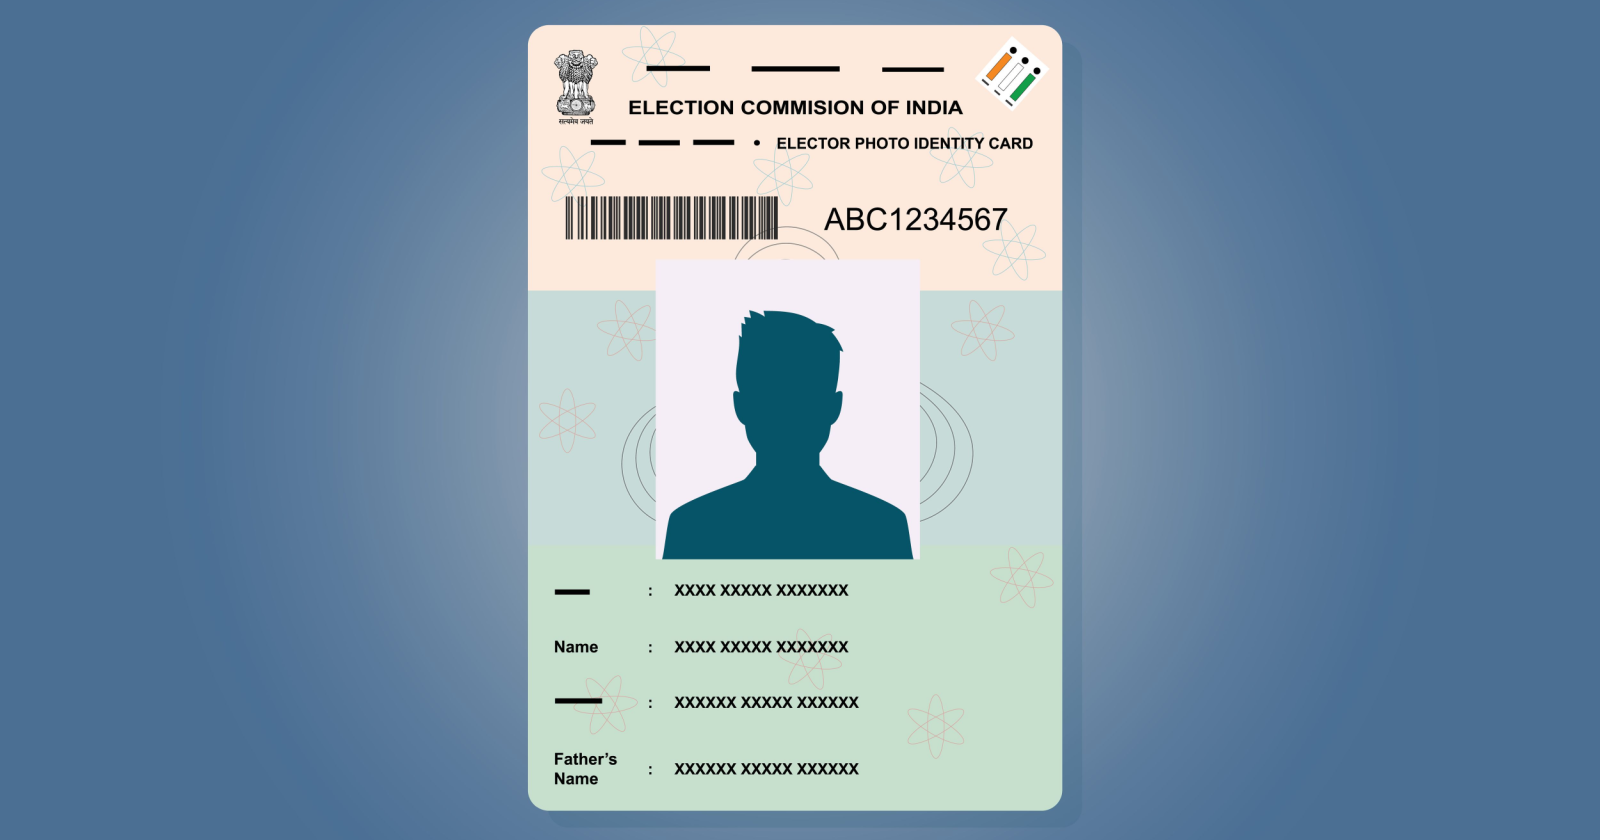 सत्यमेव जयते
ELECTION COMMISION OF INDIA
ELECTOR PHOTO IDENTITY CARD
ABC1234567
: XXXX XXXXX XXXXXXX
Name : XXXX XXXXX XXXXXXX
: XXXXXX XXXXX XXXXXX
Father’s
Name : XXXXXX XXXXX XXXXXX